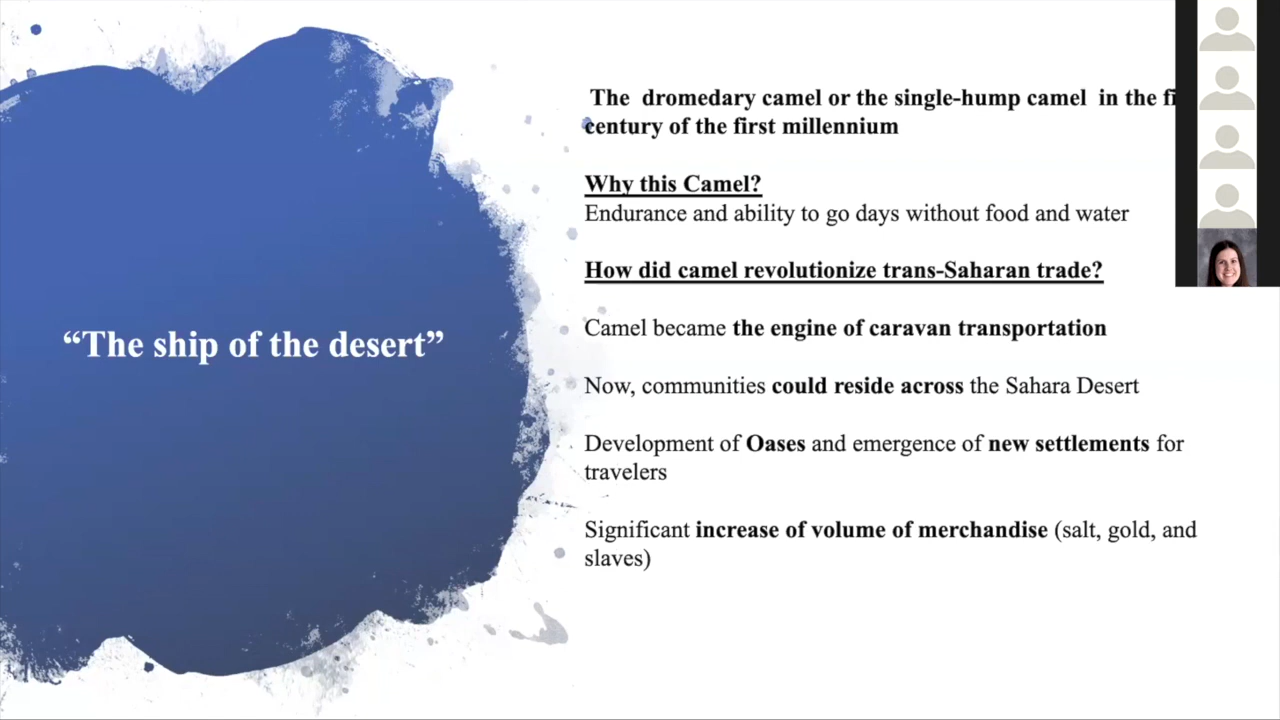 “The ship of the desert”
The dromedary camel or the single-hump camel in the
century of the first millennium
Why this Camel?
Endurance and ability to go days without food and water
How did camel revolutionize trans-Saharan trade?
Camel became the engine of caravan transportation
Now, communities could reside across the Sahara Desert
Development of Oases and emergence of new settlements for
travelers
Significant increase of volume of merchandise (salt, gold, and
slaves)